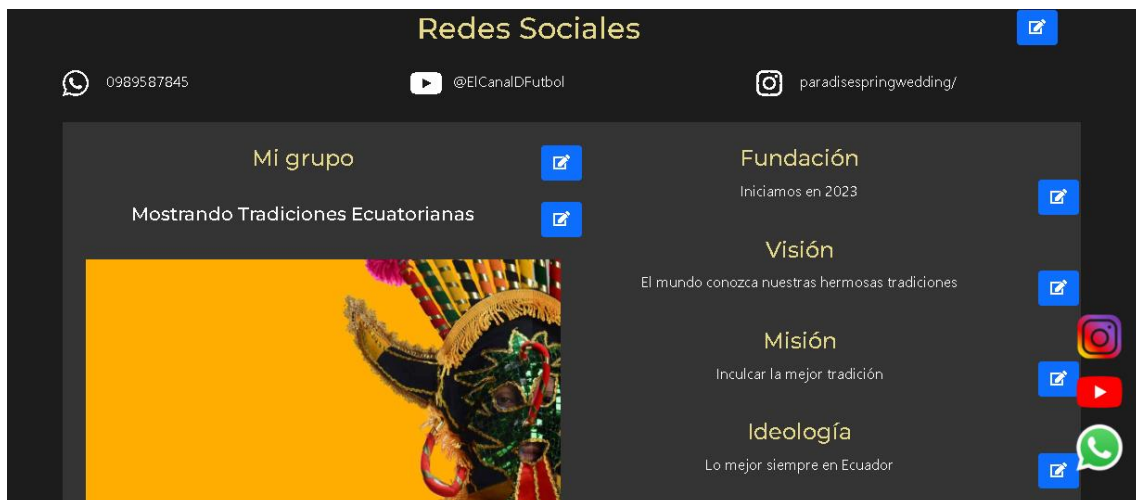 Redes Sociales
0989587845
@ElCanalDFutbol
paradisespringwedding/
Mi grupo
Mostrando Tradiciones Ecuatorianas
Fundación
Iniciamos en 2023
Visión
El mundo conozca nuestras hermosas tradiciones
Misión
Inculcar la mejor tradición
Ideología
Lo mejor siempre en Ecuador